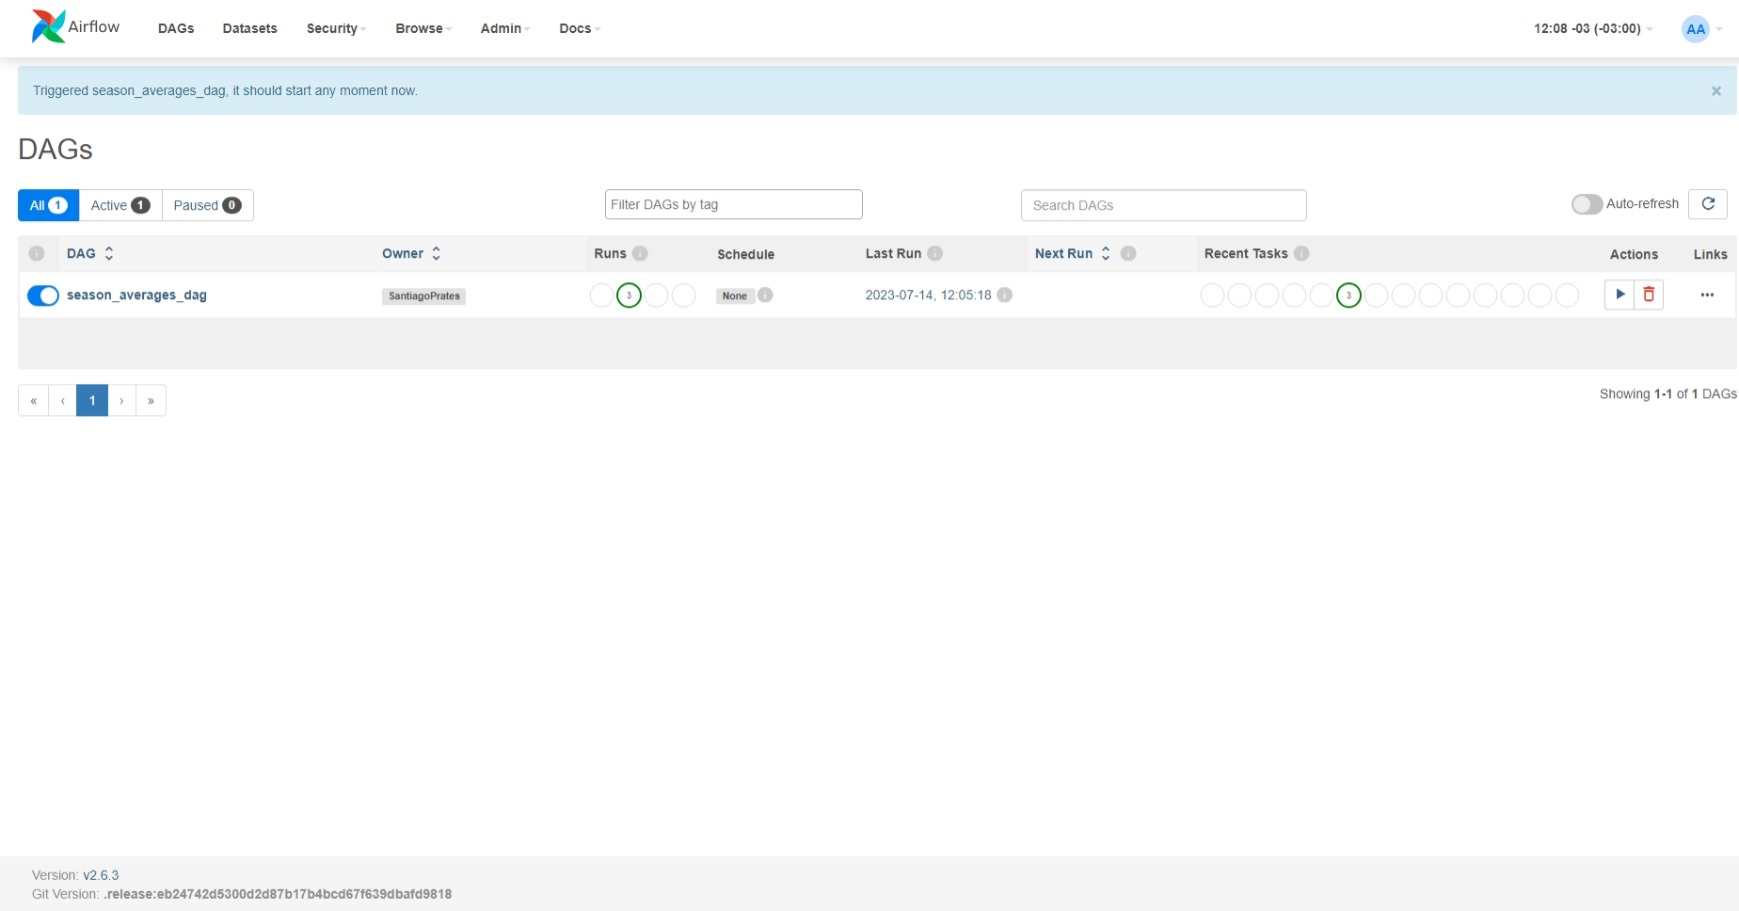 Airflow DAGs Datasets Security Browse Admin Docs 12:08 -03 (-03:00) AA
Triggered season_averages_dag, it should start any moment now. ×
DAGs
All 1 Active 1 Paused 0 Filter DAGs by tag Search DAGs Auto-refresh
i DAG Owner Runs i Schedule Last Run i Next Run i Recent Tasks i Actions Links
season_averages_dag SantiagoPrates 3 None i 2023-07-14, 12:05:18 i 3 ...
« ‹ 1 › » Showing 1-1 of 1 DAGs
Version: v2.6.3
Git Version: .release:eb24742d5300d2d87b17b4bcd67f639dbafd9818